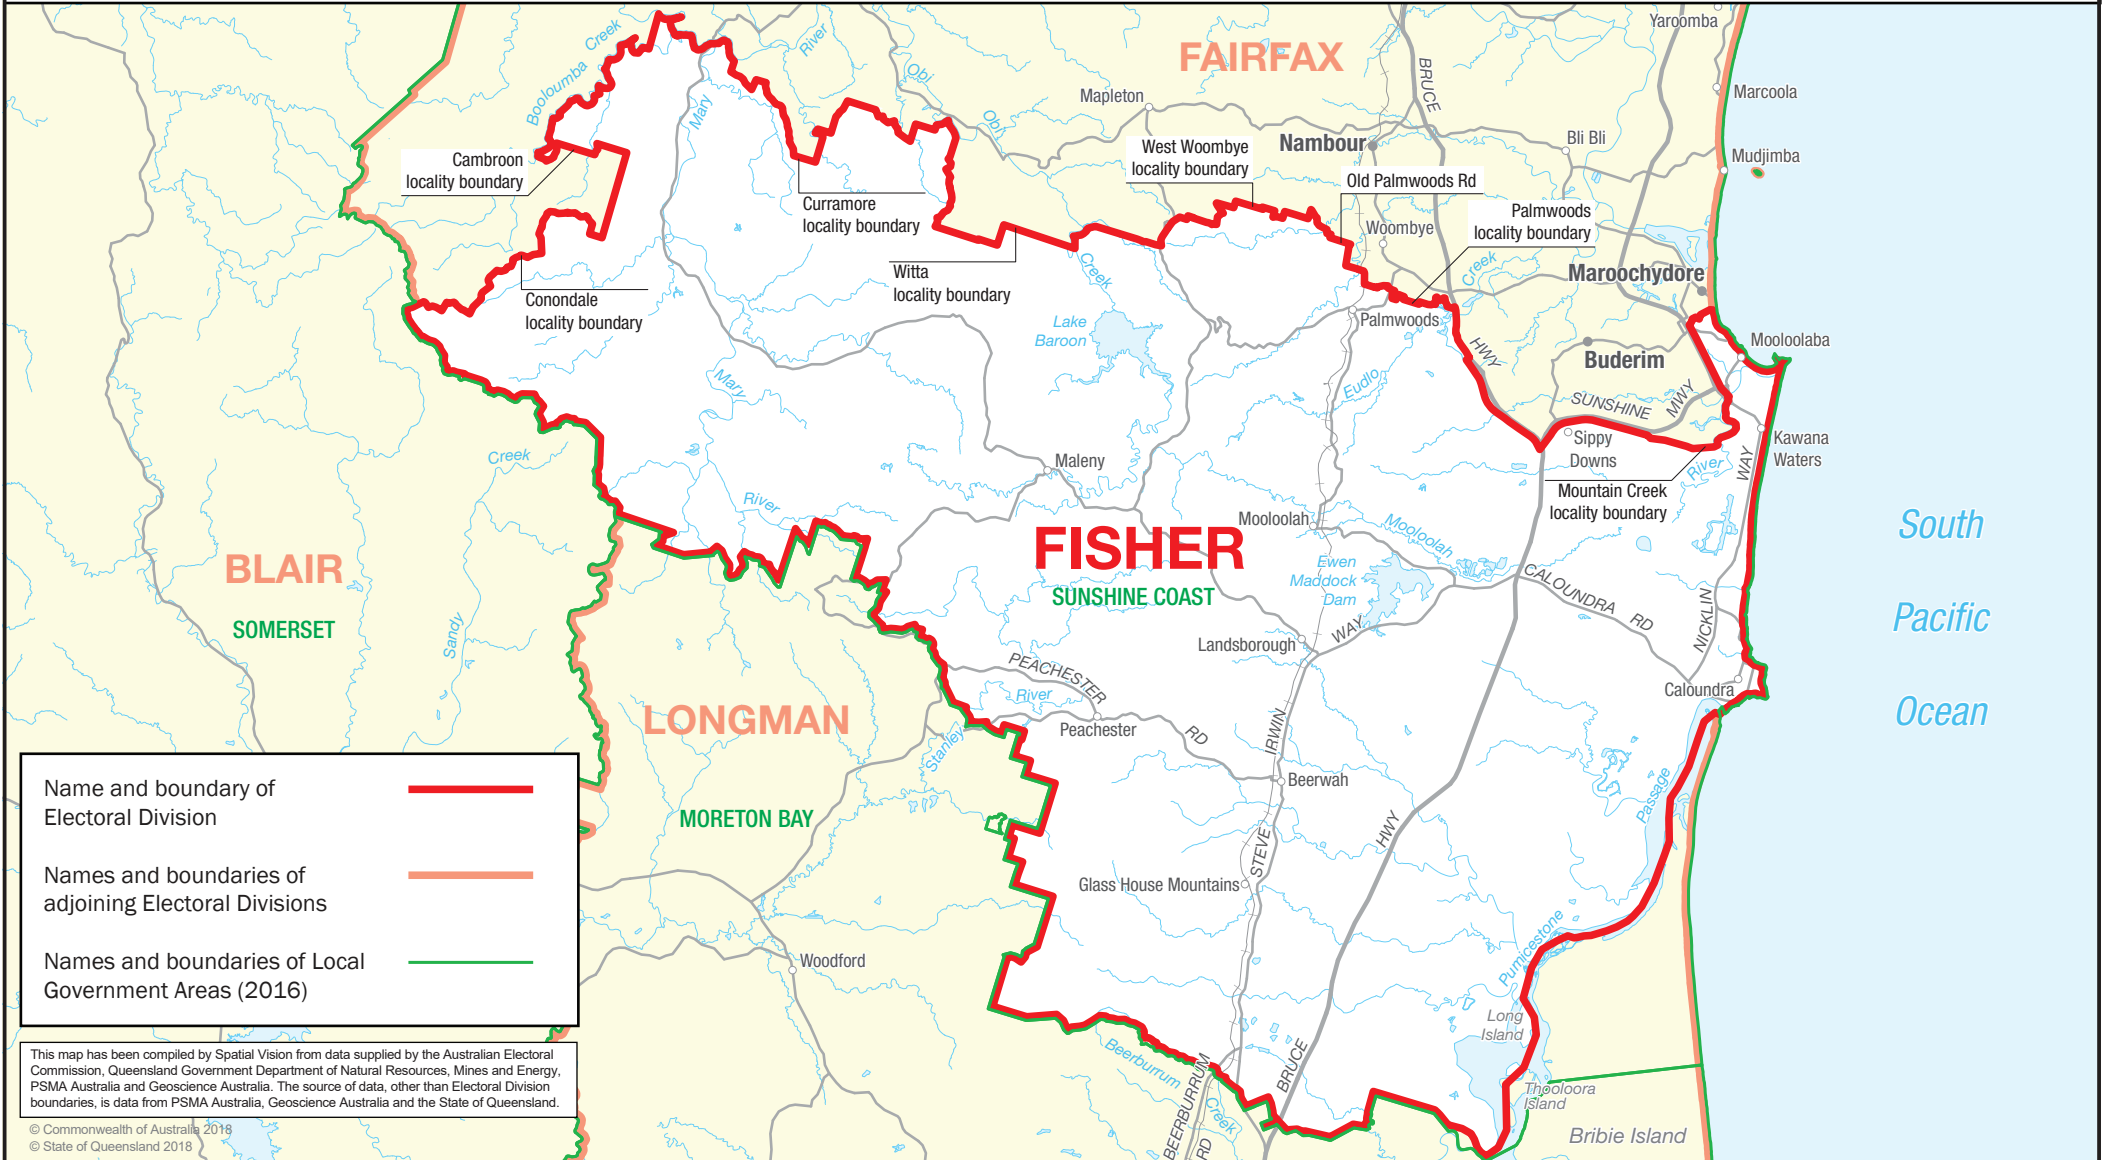 Yaroomba
FAIRFAX
BRUCE
Marcoola
Mapleton
Booloumba Creek
River
Obi
Obi
Mary
Bli Bli
Mudjimba
West Woombye
locality boundary
Nambour
Cambroon
locality boundary
Old Palmwoods Rd
Palmwoods
locality boundary
Curramore
locality boundary
Woombye
Creek
Creek
Maroochydore
Witta
locality boundary
Conondale
locality boundary
Lake
Baroon
Palmwoods
Mooloolaba
HWY
Buderim
Mary
Eudlo
SUNSHINE MWY
Sippy
Downs
Kawana
Waters
Creek
Maleny
River
WAY
River
Mountain Creek
locality boundary
Mooloolah
Mooloolah
South
Pacific
Ocean
FISHER
SUNSHINE COAST
BLAIR
SOMERSET
Ewen
Maddock
Dam
CALOUNDRA RD
NICKLIN
Sandy
Landsborough
WAY
PEACHESTER
River
Caloundra
LONGMAN
Peachester
RD
IRWIN
Stanley
Beerwah
Passage
MORETON BAY
HWY
STEVE
Glass House Mountains
Woodford
Pumicestone
Long
Island
Beerburrum
Creek
BEERBURRUM
RD
BRUCE
Thooloora
Island
Bribie Island
Name and boundary of
Electoral Division
Names and boundaries of
adjoining Electoral Divisions
Names and boundaries of Local
Government Areas (2016)
This map has been compiled by Spatial Vision from data supplied by the Australian Electoral
Commission, Queensland Government Department of Natural Resources, Mines and Energy,
PSMA Australia and Geoscience Australia. The source of data, other than Electoral Division
boundaries, is data from PSMA Australia, Geoscience Australia and the State of Queensland.
© Commonwealth of Australia 2018
© State of Queensland 2018